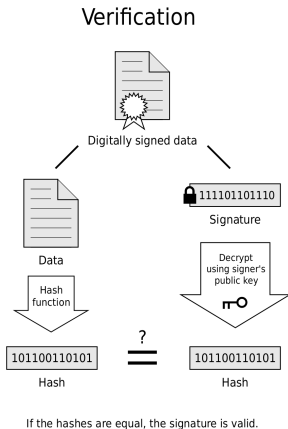 Verification
Digitally signed data
111101101110
Signature
Data
Hash
function
Decrypt
using signer's
public key
?
101100110101
101100110101
Hash
Hash
If the hashes are equal, the signature is valid.